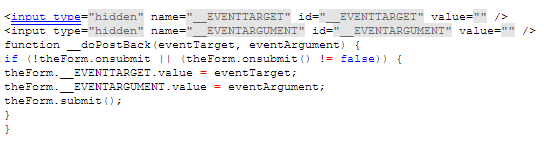 <input type="hidden" name="__EVENTTARGET" id="__EVENTTARGET" value="" />
<input type="hidden" name="__EVENTARGUMENT" id="__EVENTARGUMENT" value="" />
function __doPostBack(eventTarget, eventArgument) {
if (!theForm.onsubmit || (theForm.onsubmit() != false)) {
theForm.__EVENTTARGET.value = eventTarget;
theForm.__EVENTARGUMENT.value = eventArgument;
theForm.submit();
}
}